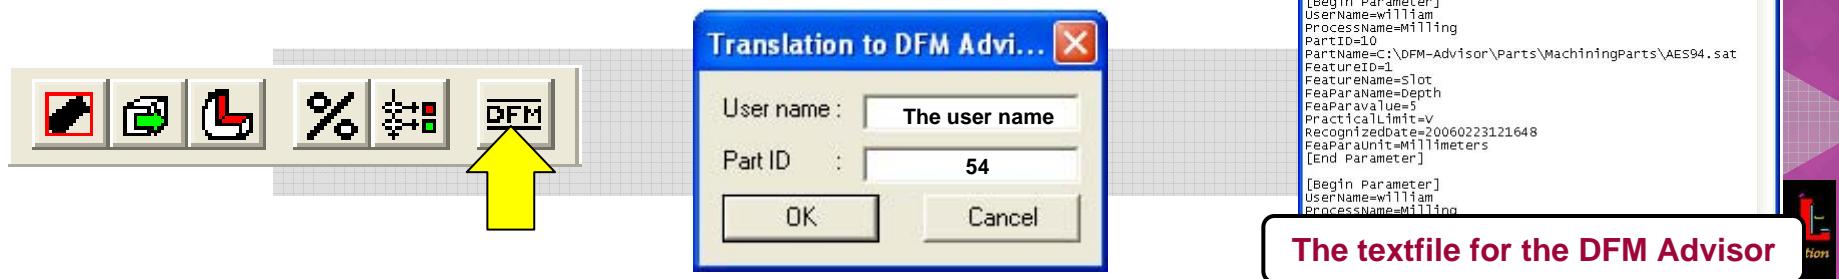 DFM
Translation to DFM Advi...
User name :
The user name
Part ID :
54
OK
Cancel
[Begin Parameter]
UserName=william
ProcessName=Milling
PartID=10
PartName=C:\DFM-Advisor\Parts\MachiningParts\AES94.sat
FeatureID=1
FeatureName=Slot
FeaParaName=Depth
FeaParavalue=5
PracticalLimit=v
RecognizedDate=20060223121648
FeaParaUnit=Millimeters
[End Parameter]
[Begin Parameter]
UserName=william
ProcessName=Milling
The textfile for the DFM Advisor